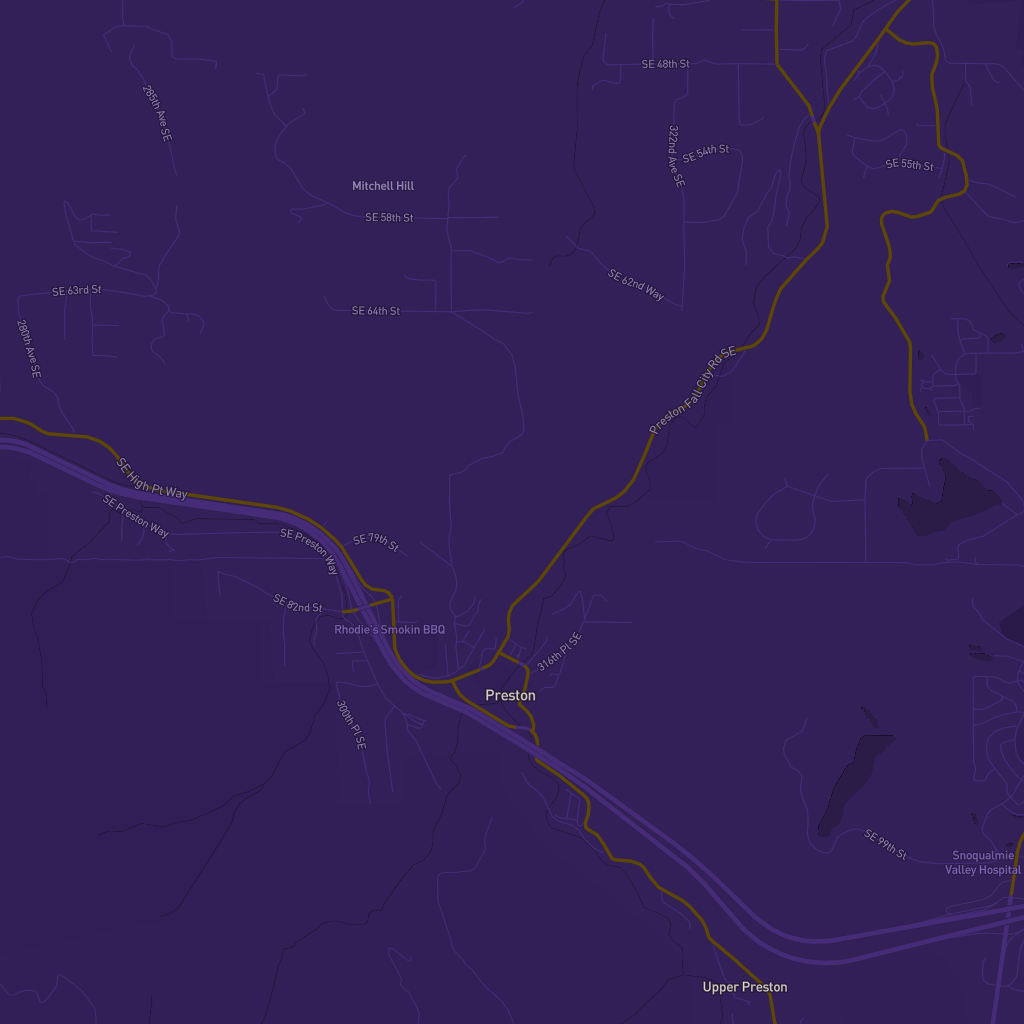 SE 48th St
285th Ave SE
322nd Ave SE
SE 54th St
SE 55th St
Mitchell Hill
SE 58th St
SE 62nd Way
SE 63rd St
SE 64th St
280th Ave SE
Preston Fall City Rd SE
SE High Pt Way
SE Preston Way
SE Preston Way
SE 79th St
SE 82nd St
Rhodie's Smokin BBQ
316th Pl SE
Preston
300th Pl SE
SE 99th St
Snoqualmie
Valley Hospital
Upper Preston